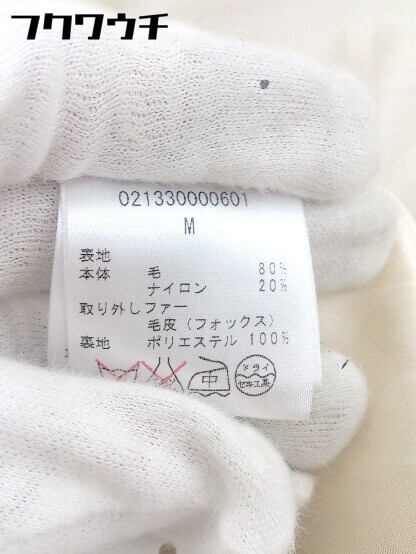 フクワウチ
021330000601
M
表地
本体 毛 80%
ナイロン 20%
取り外しファー
毛皮(フォックス)
裏地 ポリエステル 100%
中 ドライ
セキユ系